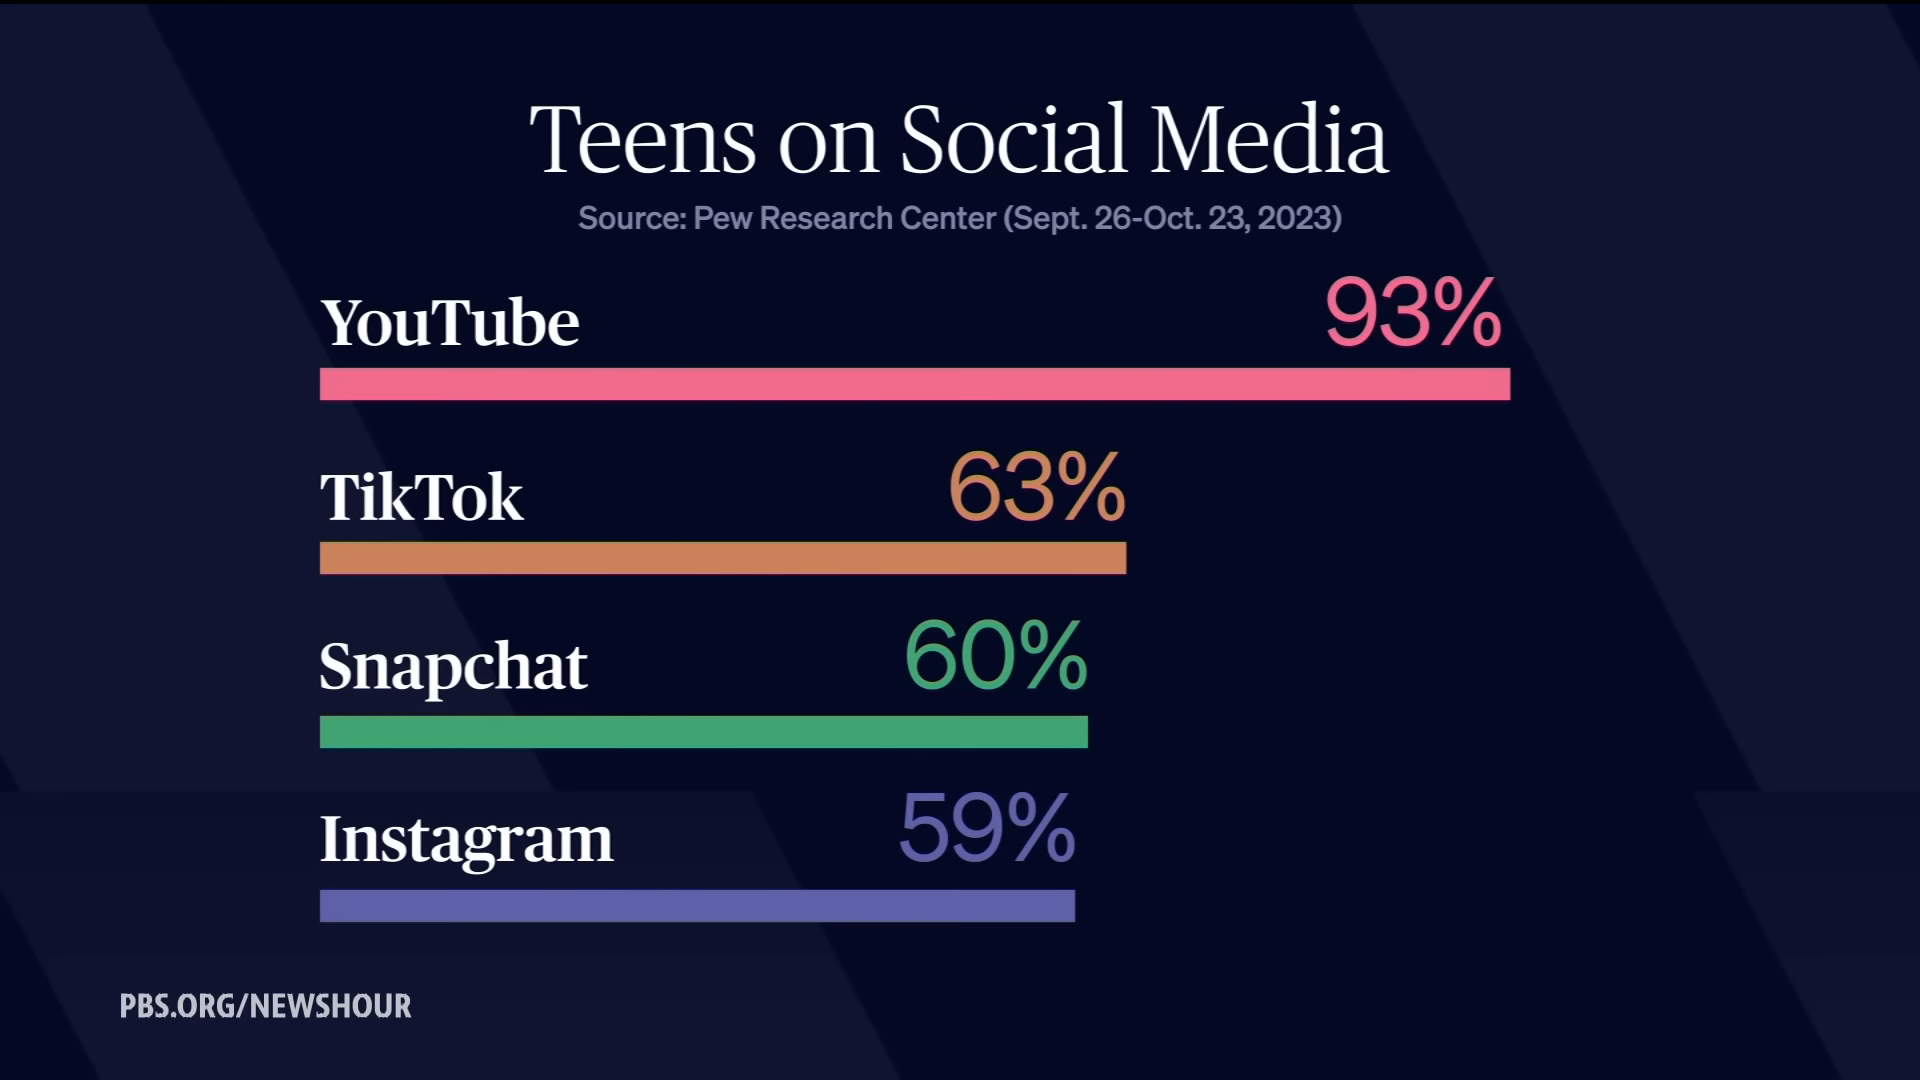 Teens on Social Media
Source: Pew Research Center (Sept. 26-Oct. 23, 2023)
YouTube 93%
TikTok 63%
Snapchat 60%
Instagram 59%
PBS.ORG/NEWSHOUR